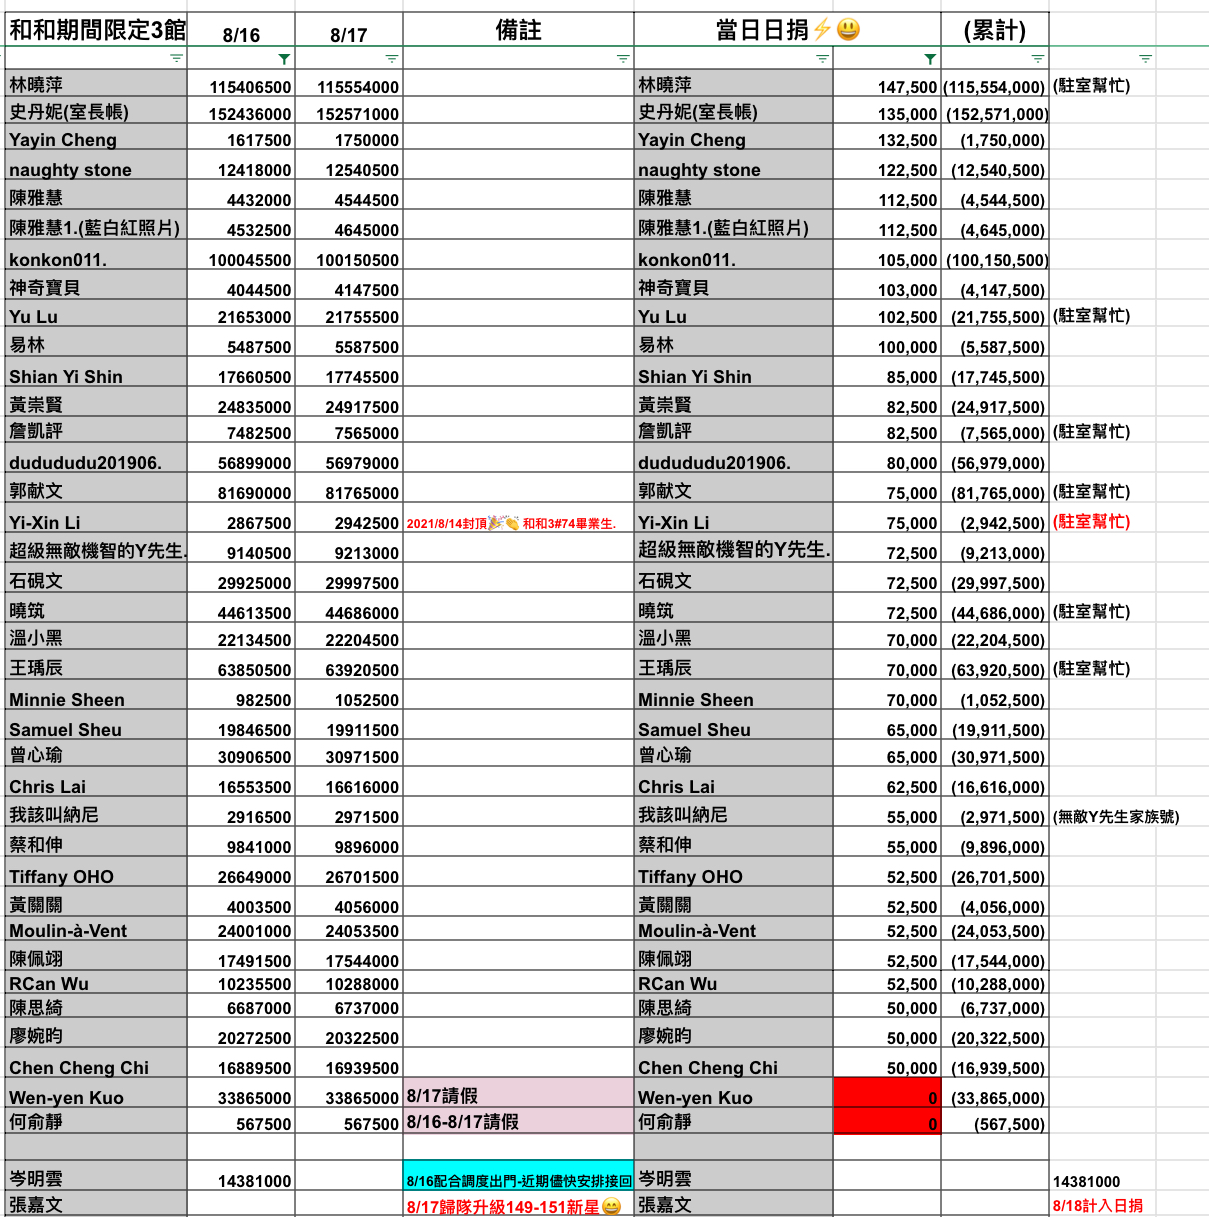 和和期間限定3館 8/16 8/17 備註 當日日捐⚡😃 (累計)
林曉萍 115406500 115554000 林曉萍 147,500 (115,554,000) (駐室幫忙)
史丹妮(室長帳) 152436000 152571000 史丹妮(室長帳) 135,000 (152,571,000)
Yayin Cheng 1617500 1750000 Yayin Cheng 132,500 (1,750,000)
naughty stone 12418000 12540500 naughty stone 122,500 (12,540,500)
陳雅慧 4432000 4544500 陳雅慧 112,500 (4,544,500)
陳雅慧1.(藍白紅照片) 4532500 4645000 陳雅慧1.(藍白紅照片) 112,500 (4,645,000)
konkon011. 100045500 100150500 konkon011. 105,000 (100,150,500)
神奇寶貝 4044500 4147500 神奇寶貝 103,000 (4,147,500)
Yu Lu 21653000 21755500 Yu Lu 102,500 (21,755,500) (駐室幫忙)
易林 5487500 5587500 易林 100,000 (5,587,500)
Shian Yi Shin 17660500 17745500 Shian Yi Shin 85,000 (17,745,500)
黃崇賢 24835000 24917500 黃崇賢 82,500 (24,917,500)
詹凱評 7482500 7565000 詹凱評 82,500 (7,565,000) (駐室幫忙)
dudududu201906. 56899000 56979000 dudududu201906. 80,000 (56,979,000)
郭献文 81690000 81765000 郭献文 75,000 (81,765,000) (駐室幫忙)
Yi-Xin Li 2867500 2942500 2021/8/14封頂🎉👏 和和3#74畢業生. Yi-Xin Li 75,000 (2,942,500) (駐室幫忙)
超級無敵機智的Y先生. 9140500 9213000 超級無敵機智的Y先生. 72,500 (9,213,000)
石硯文 29925000 29997500 石硯文 72,500 (29,997,500)
曉筑 44613500 44686000 曉筑 72,500 (44,686,000) (駐室幫忙)
溫小黑 22134500 22204500 溫小黑 70,000 (22,204,500)
王瑀辰 63850500 63920500 王瑀辰 70,000 (63,920,500) (駐室幫忙)
Minnie Sheen 982500 1052500 Minnie Sheen 70,000 (1,052,500)
Samuel Sheu 19846500 19911500 Samuel Sheu 65,000 (19,911,500)
曾心瑜 30906500 30971500 曾心瑜 65,000 (30,971,500)
Chris Lai 16553500 16616000 Chris Lai 62,500 (16,616,000)
我該叫納尼 2916500 2971500 我該叫納尼 55,000 (2,971,500) (無敵Y先生家族號)
蔡和伸 9841000 9896000 蔡和伸 55,000 (9,896,000)
Tiffany OHO 26649000 26701500 Tiffany OHO 52,500 (26,701,500)
黃關關 4003500 4056000 黃關關 52,500 (4,056,000)
Moulin-à-Vent 24001000 24053500 Moulin-à-Vent 52,500 (24,053,500)
陳佩翊 17491500 17544000 陳佩翊 52,500 (17,544,000)
RCan Wu 10235500 10288000 RCan Wu 52,500 (10,288,000)
陳思綺 6687000 6737000 陳思綺 50,000 (6,737,000)
廖婉昀 20272500 20322500 廖婉昀 50,000 (20,322,500)
Chen Cheng Chi 16889500 16939500 Chen Cheng Chi 50,000 (16,939,500)
Wen-yen Kuo 33865000 33865000 8/17請假 Wen-yen Kuo 0 (33,865,000)
何俞靜 567500 567500 8/16-8/17請假 何俞靜 0 (567,500)
岑明雲 14381000 8/16配合調度出門-近期儘快安排接回 岑明雲 14381000
張嘉文 8/17歸隊升級149-151新星😄 張嘉文 8/18計入日捐